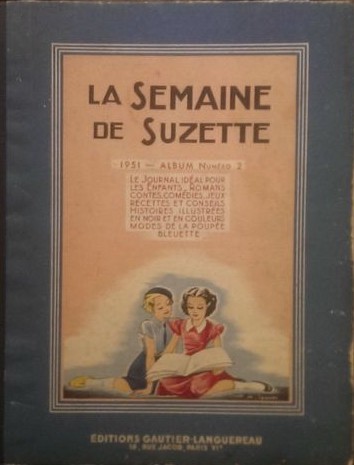 LA SEMAINE
DE SUZETTE
1951 — ALBUM NUMÉRO 2
LE JOURNAL IDÉAL POUR
LES ENFANTS, ROMANS
CONTES, COMÉDIES, JEUX
RECETTES ET CONSEILS
HISTOIRES ILLUSTRÉES
EN NOIR ET EN COULEURS
MODES DE LA POUPÉE
BLEUETTE
ÉDITIONS GAUTIER-LANGUEREAU
18, RUE JACOB, PARIS VIe